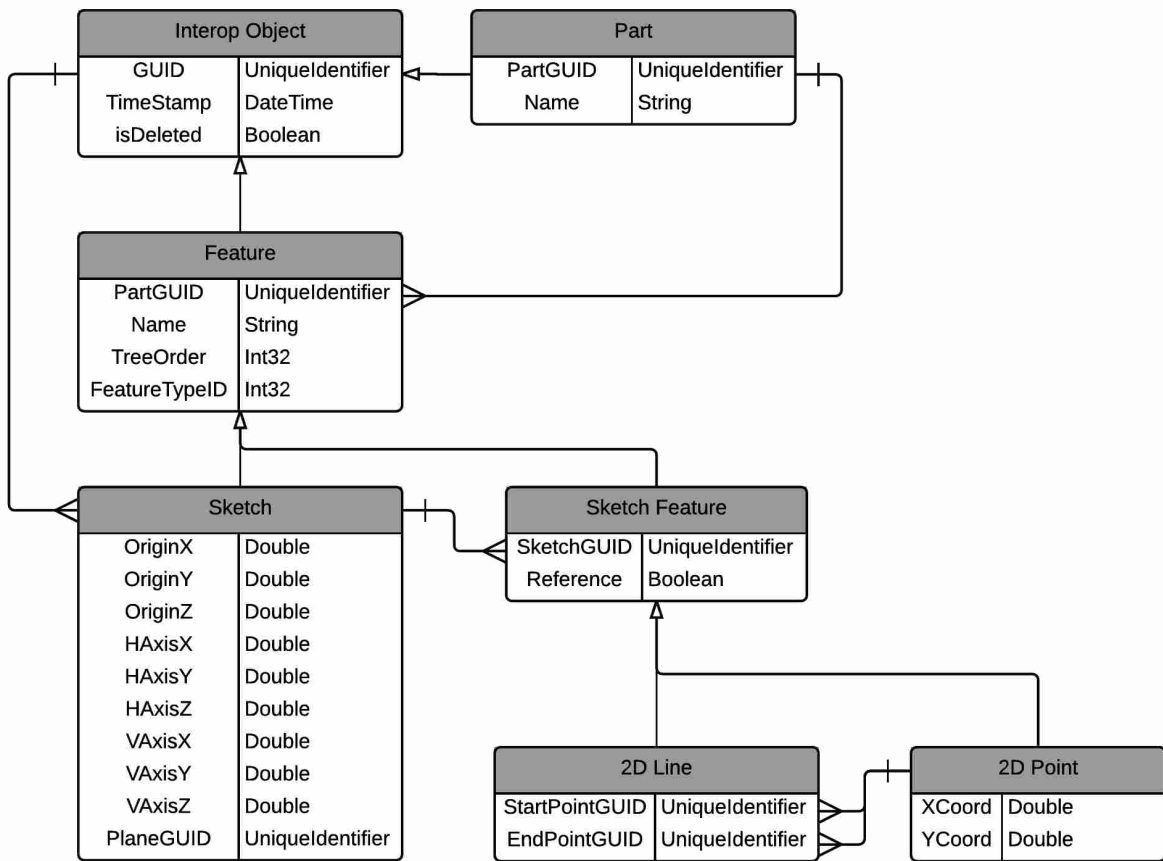 Interop Object
GUID UniqueIdentifier
TimeStamp DateTime
isDeleted Boolean
Part
PartGUID UniqueIdentifier
Name String
Feature
PartGUID UniqueIdentifier
Name String
TreeOrder Int32
FeatureTypeID Int32
Sketch
OriginX Double
OriginY Double
OriginZ Double
HAxisX Double
HAxisY Double
HAxisZ Double
VAxisX Double
VAxisY Double
VAxisZ Double
PlaneGUID UniqueIdentifier
Sketch Feature
SketchGUID UniqueIdentifier
Reference Boolean
2D Line
StartPointGUID UniqueIdentifier
EndPointGUID UniqueIdentifier
2D Point
XCoord Double
YCoord Double